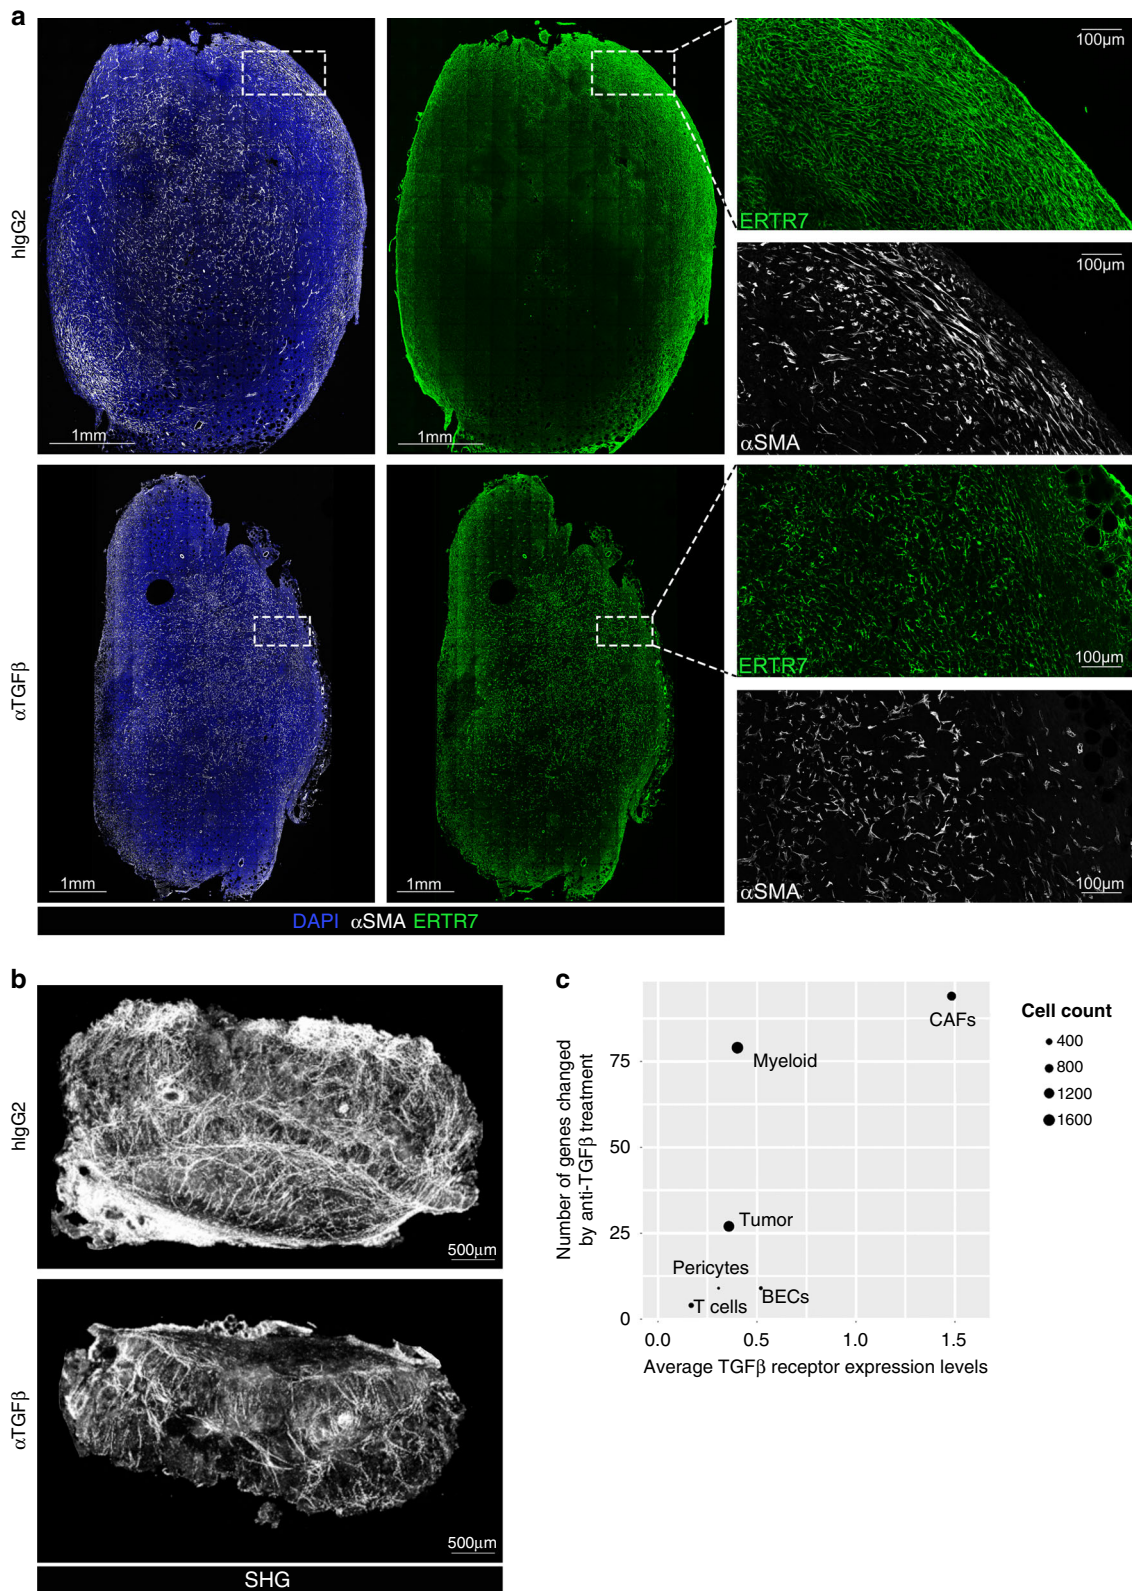 a
hIgG2
1mm
1mm
100µm
ERTR7
100µm
αSMA
αTGFβ
1mm
1mm
ERTR7
100µm
αSMA
100µm
DAPI αSMA ERTR7
b
hIgG2
500µm
αTGFβ
500µm
SHG
c
Number of genes changed
by anti-TGFβ treatment
75
50
25
0
CAFs
Myeloid
Tumor
Pericytes
T cells
BECs
0.0
0.5
1.0
1.5
Average TGFβ receptor expression levels
Cell count
400
800
1200
1600